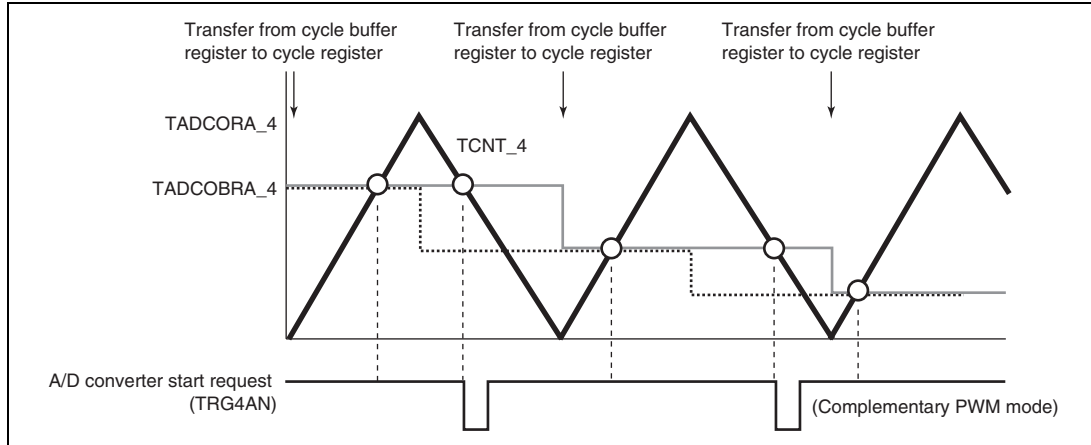 Transfer from cycle buffer
register to cycle register
Transfer from cycle buffer
register to cycle register
Transfer from cycle buffer
register to cycle register
TADCORA_4
TCNT_4
TADCOBRA_4
A/D converter start request
(TRG4AN)
(Complementary PWM mode)